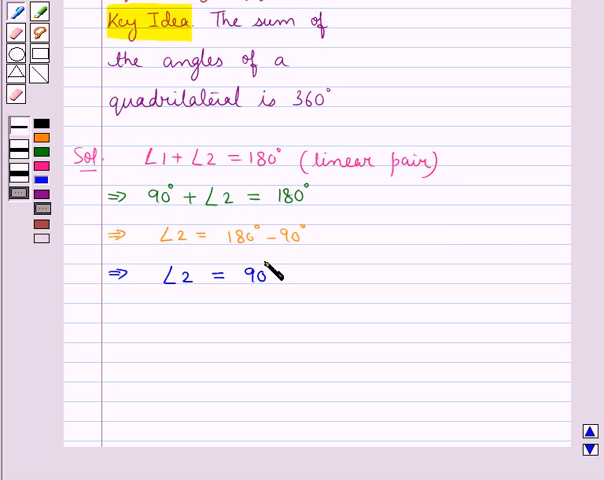 Key Idea. The sum of
the angles of a
quadrilateral is 360°
Sol. ∠1 + ∠2 = 180° (linear pair)
⇒ 90° + ∠2 = 180°
⇒ ∠2 = 180° - 90°
⇒ ∠2 = 90